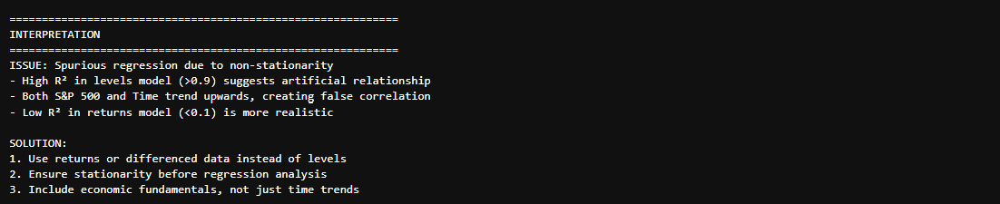 ============================================================
INTERPRETATION
============================================================
ISSUE: Spurious regression due to non-stationarity
- High R² in levels model (>0.9) suggests artificial relationship
- Both S&P 500 and Time trend upwards, creating false correlation
- Low R² in returns model (<0.1) is more realistic
SOLUTION:
1. Use returns or differenced data instead of levels
2. Ensure stationarity before regression analysis
3. Include economic fundamentals, not just time trends